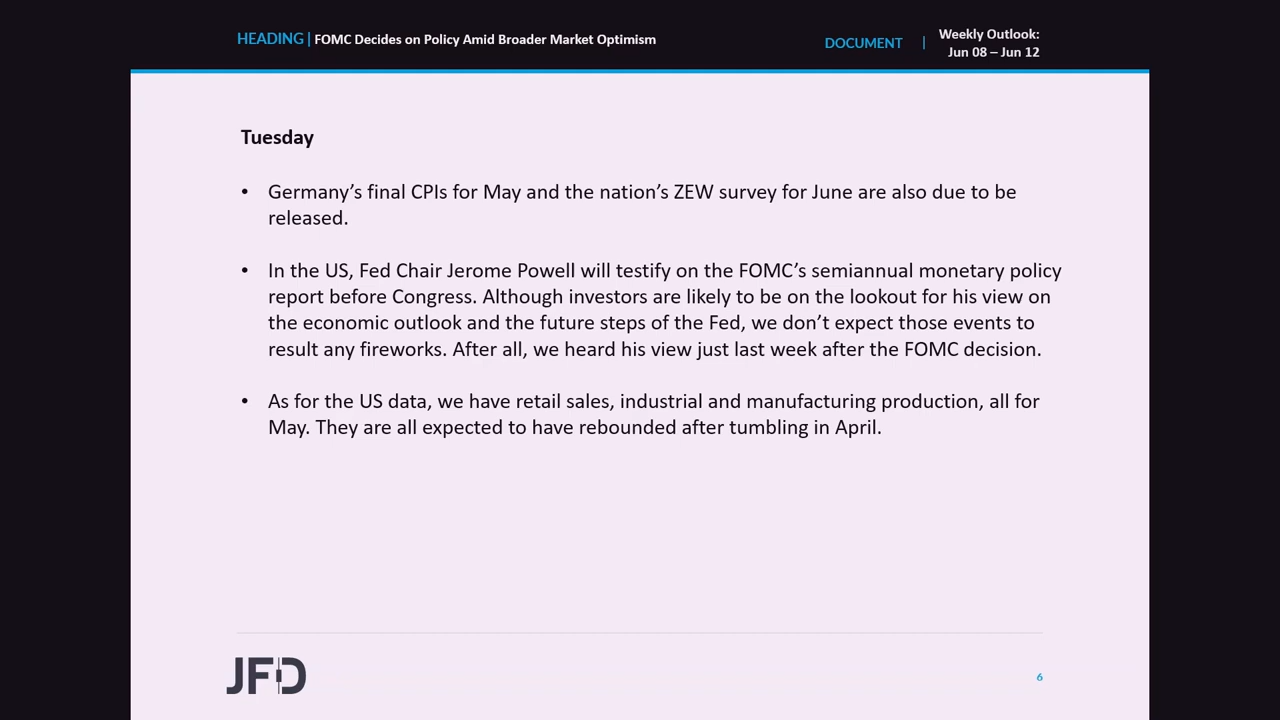 HEADING | FOMC Decides on Policy Amid Broader Market Optimism
DOCUMENT | Weekly Outlook:
Jun 08 – Jun 12
Tuesday
• Germany’s final CPIs for May and the nation’s ZEW survey for June are also due to be
released.
• In the US, Fed Chair Jerome Powell will testify on the FOMC’s semiannual monetary policy
report before Congress. Although investors are likely to be on the lookout for his view on
the economic outlook and the future steps of the Fed, we don’t expect those events to
result any fireworks. After all, we heard his view just last week after the FOMC decision.
• As for the US data, we have retail sales, industrial and manufacturing production, all for
May. They are all expected to have rebounded after tumbling in April.
JFD
6